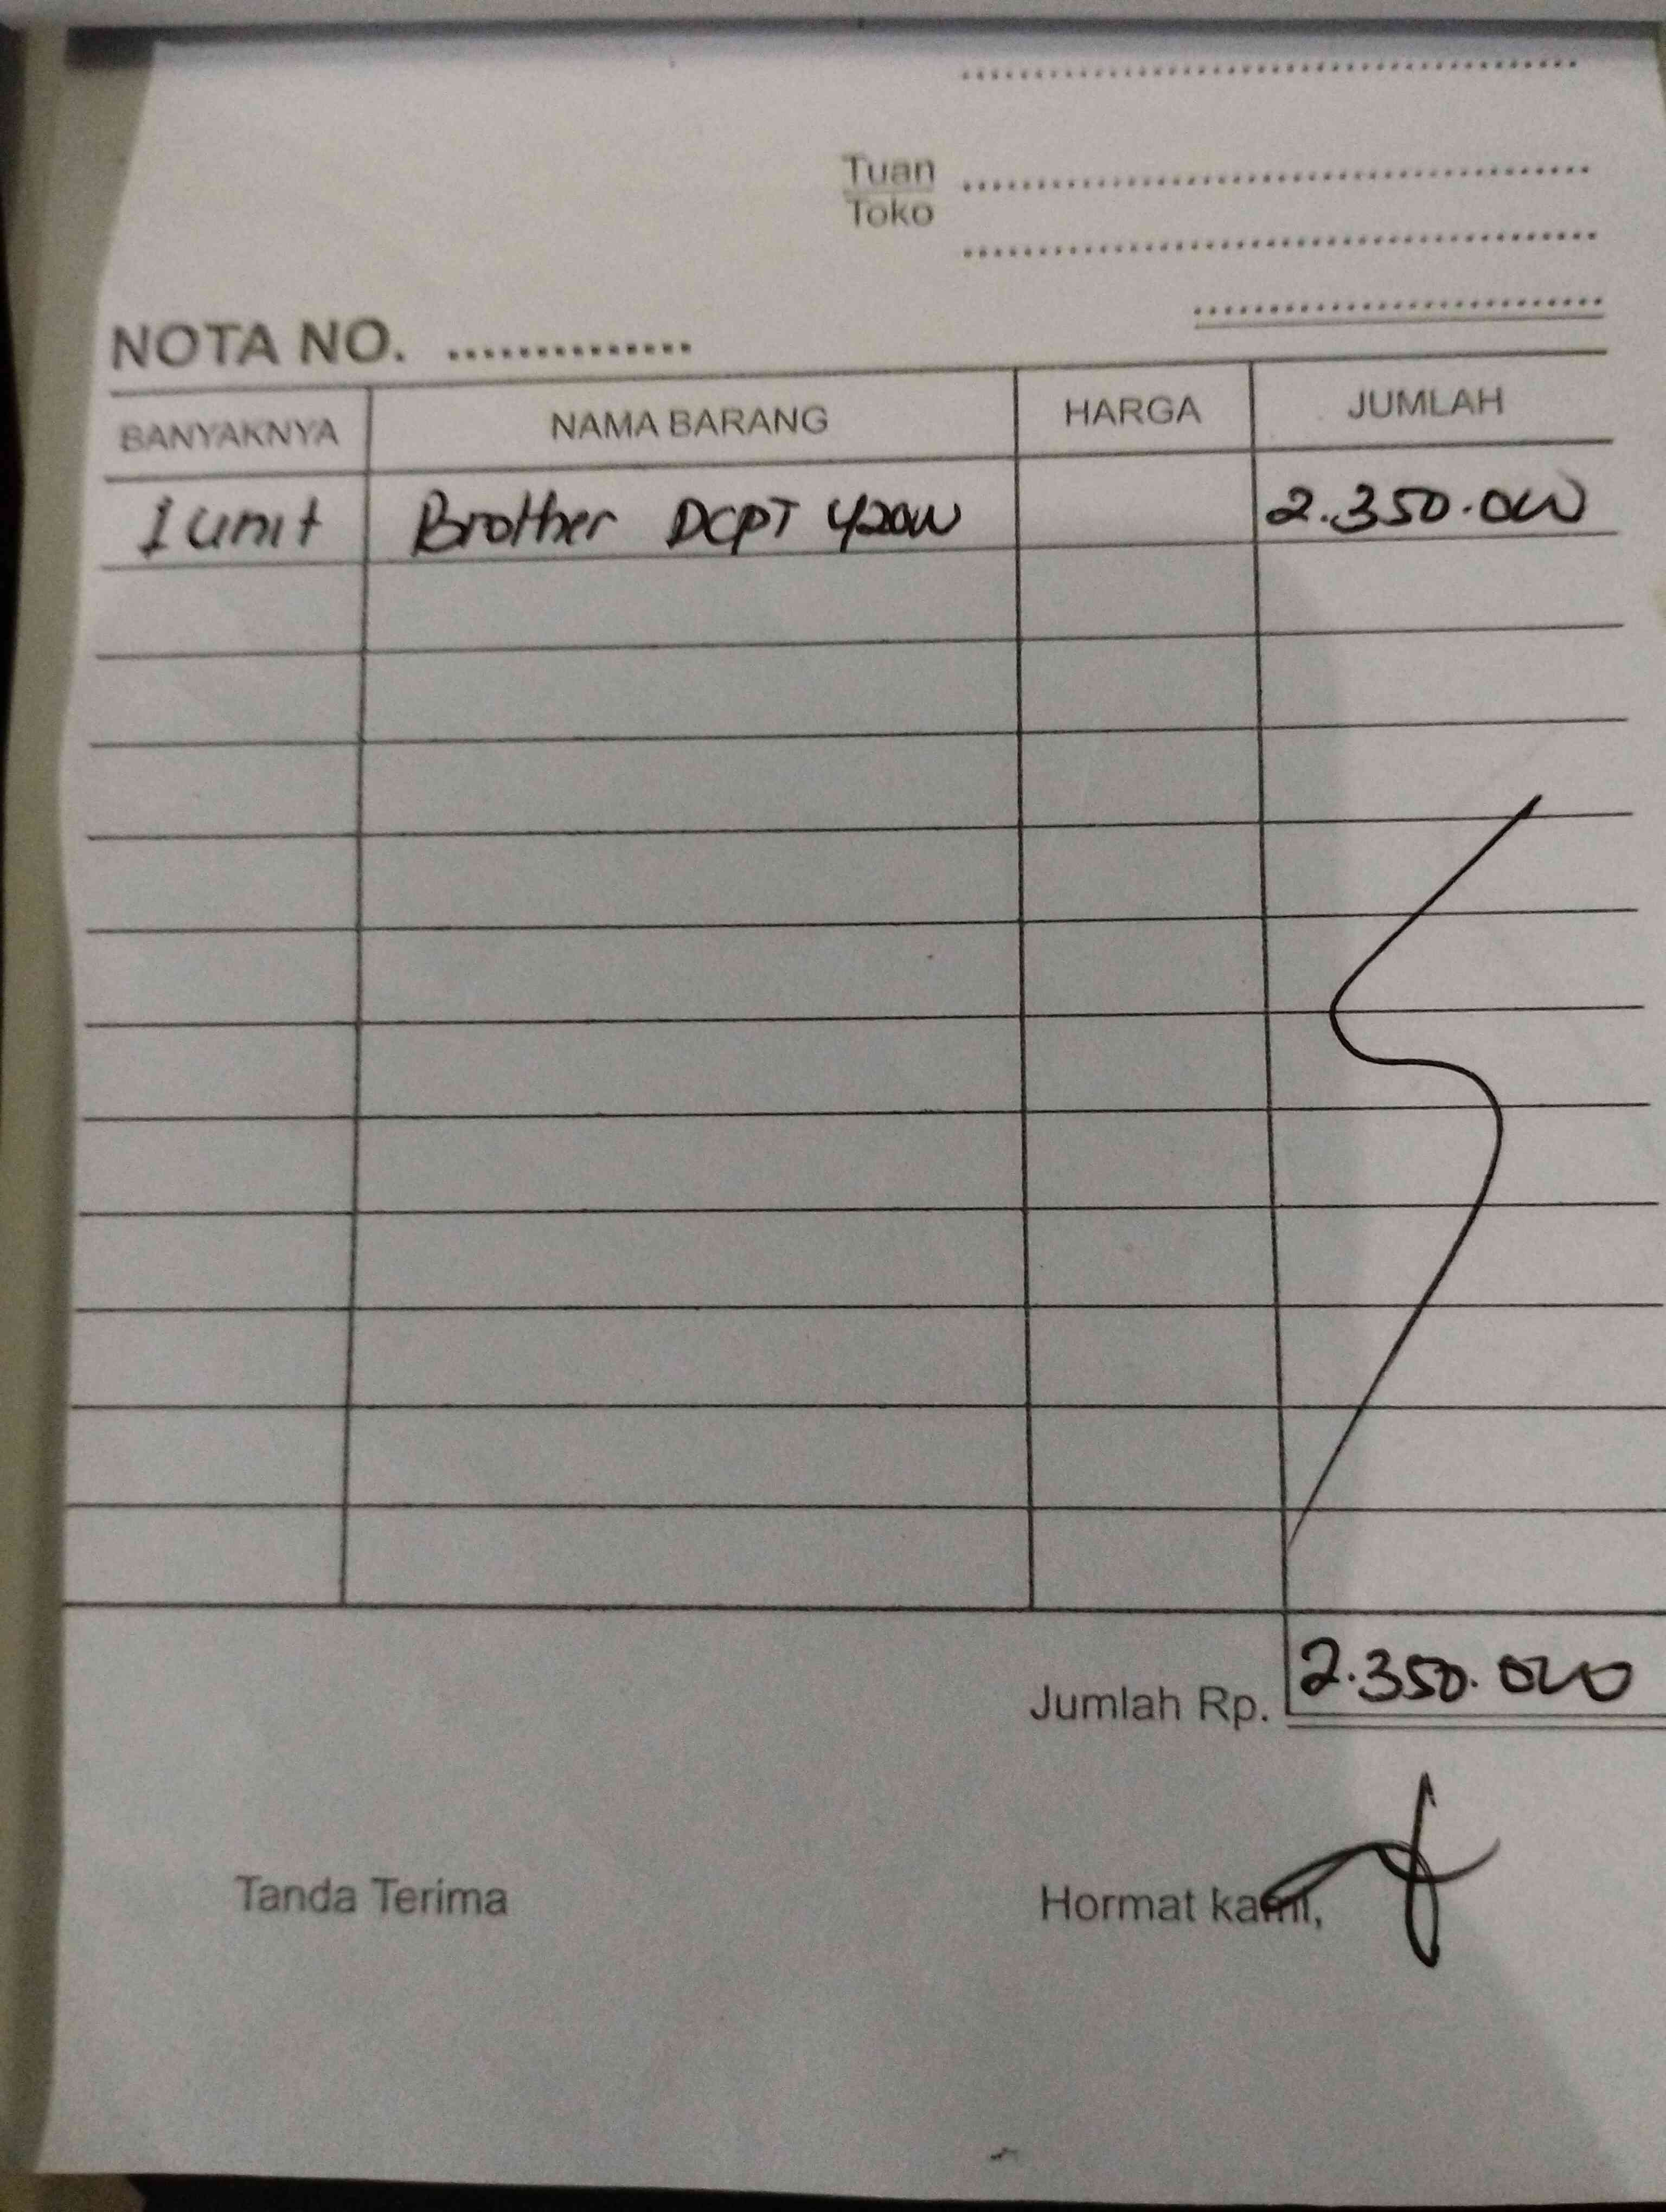 Tuan
Toko
NOTA NO. ..............
BANYAKNYA NAMA BARANG HARGA JUMLAH
1 unit Brother DCPT 420W 2.350.000
Jumlah Rp. 2.350.000
Tanda Terima Hormat kami,